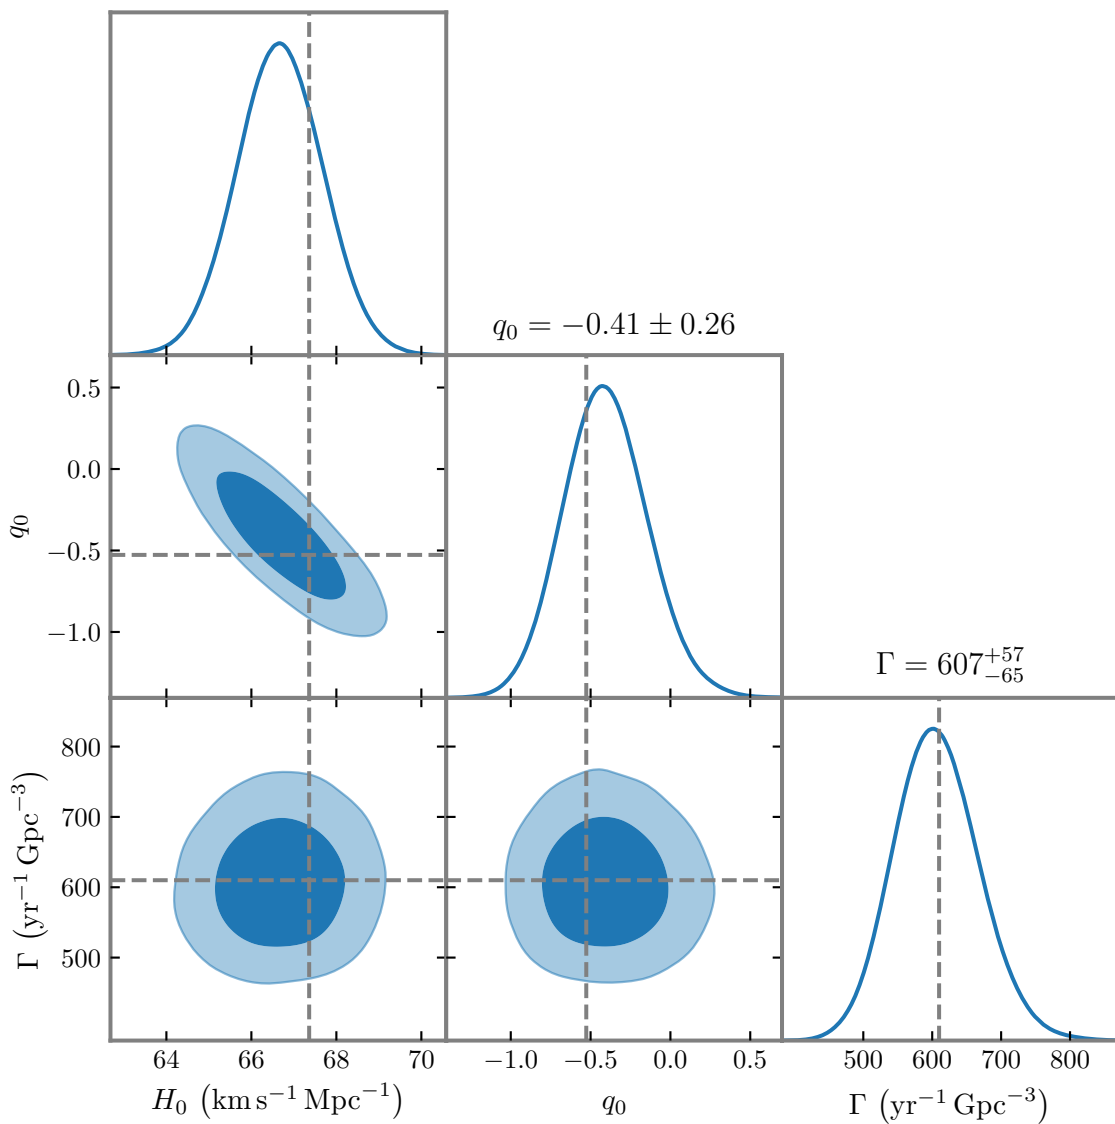 q₀ = −0.41 ± 0.26
0.5
0.0
−0.5
−1.0
q₀
Γ = 607⁺⁵⁷₋₆₅
800
700
600
500
Γ (yr⁻¹ Gpc⁻³)
64 66 68 70
−1.0 −0.5 0.0 0.5
500 600 700 800
H₀ (km s⁻¹ Mpc⁻¹)
q₀
Γ (yr⁻¹ Gpc⁻³)